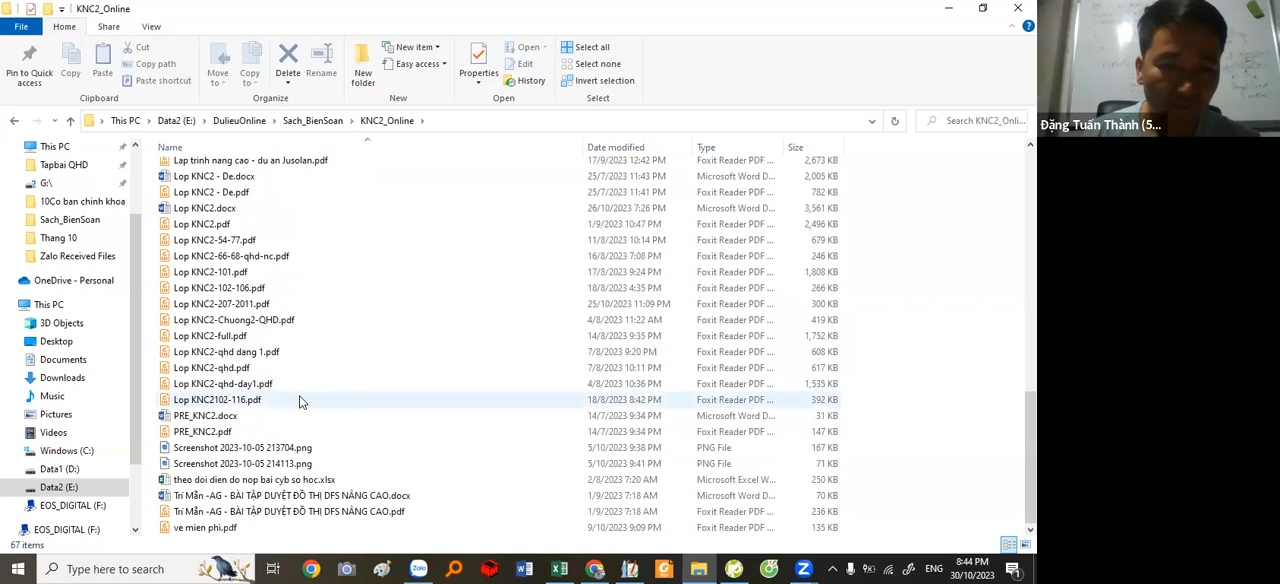 KNC2_Online
File Home Share View
Pin to Quick access
Copy
Paste
Cut
Copy path
Paste shortcut
Clipboard
Move to
Copy to
Delete
Rename
Organize
New folder
New item
Easy access
New
Properties
Open
Edit
History
Open
Select all
Select none
Invert selection
Select
This PC > Data2 (E:) > DulieuOnline > Sach_BienSoan > KNC2_Online >
Search KNC2_Onli...
Đặng Tuấn Thành (5...
This PC
Tapbai QHD
G:\
10Co ban chinh khoa
Sach_BienSoan
Thang 10
Zalo Received Files
OneDrive - Personal
This PC
3D Objects
Desktop
Documents
Downloads
Music
Pictures
Videos
Windows (C:)
Data1 (D:)
Data2 (E:)
EOS_DIGITAL (F:)
EOS_DIGITAL (F:)
Name Date modified Type Size
Lap trinh nang cao - du an Jusolan.pdf 17/9/2023 12:42 PM Foxit Reader PDF ... 2,673 KB
Lop KNC2 - De.docx 25/7/2023 11:43 PM Microsoft Word D... 2,005 KB
Lop KNC2 - De.pdf 25/7/2023 11:41 PM Foxit Reader PDF ... 782 KB
Lop KNC2.docx 26/10/2023 7:26 PM Microsoft Word D... 3,561 KB
Lop KNC2.pdf 1/9/2023 10:47 PM Foxit Reader PDF ... 2,496 KB
Lop KNC2-54-77.pdf 11/8/2023 10:14 PM Foxit Reader PDF ... 679 KB
Lop KNC2-66-68-qhd-nc.pdf 16/8/2023 7:08 PM Foxit Reader PDF ... 246 KB
Lop KNC2-101.pdf 17/8/2023 9:24 PM Foxit Reader PDF ... 1,808 KB
Lop KNC2-102-106.pdf 18/8/2023 4:35 PM Foxit Reader PDF ... 266 KB
Lop KNC2-207-2011.pdf 25/10/2023 11:09 PM Foxit Reader PDF ... 300 KB
Lop KNC2-Chuong2-QHD.pdf 4/8/2023 11:22 AM Foxit Reader PDF ... 419 KB
Lop KNC2-full.pdf 14/8/2023 9:35 PM Foxit Reader PDF ... 1,752 KB
Lop KNC2-qhd dang 1.pdf 7/8/2023 9:20 PM Foxit Reader PDF ... 608 KB
Lop KNC2-qhd.pdf 7/8/2023 10:11 PM Foxit Reader PDF ... 617 KB
Lop KNC2-qhd-day1.pdf 4/8/2023 10:36 PM Foxit Reader PDF ... 1,535 KB
Lop KNC2102-116.pdf 18/8/2023 8:42 PM Foxit Reader PDF ... 392 KB
PRE_KNC2.docx 14/7/2023 9:34 PM Microsoft Word D... 31 KB
PRE_KNC2.pdf 14/7/2023 9:34 PM Foxit Reader PDF ... 147 KB
Screenshot 2023-10-05 213704.png 5/10/2023 9:38 PM PNG File 167 KB
Screenshot 2023-10-05 214113.png 5/10/2023 9:41 PM PNG File 71 KB
theo doi dien do nop bai cyb so hoc.xlsx 2/8/2023 7:20 AM Microsoft Excel W... 250 KB
Trí Mẫn -AG - BÀI TẬP DUYỆT ĐỒ THỊ DFS NÂNG CAO.docx 1/9/2023 7:18 AM Microsoft Word D... 70 KB
Trí Mẫn -AG - BÀI TẬP DUYỆT ĐỒ THỊ DFS NÂNG CAO.pdf 1/9/2023 7:18 AM Foxit Reader PDF ... 236 KB
ve mien phi.pdf 9/10/2023 9:09 PM Foxit Reader PDF ... 135 KB
67 items
Type here to search
Zalo
ENG
8:44 PM
30/10/2023